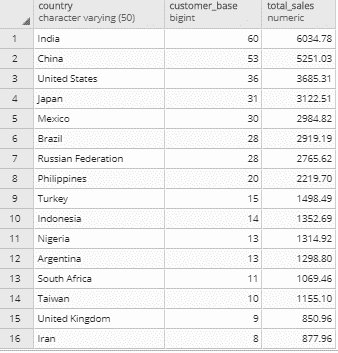 country customer_base total_sales
character varying (50) bigint numeric
1 India 60 6034.78
2 China 53 5251.03
3 United States 36 3685.31
4 Japan 31 3122.51
5 Mexico 30 2984.82
6 Brazil 28 2919.19
7 Russian Federation 28 2765.62
8 Philippines 20 2219.70
9 Turkey 15 1498.49
10 Indonesia 14 1352.69
11 Nigeria 13 1314.92
12 Argentina 13 1298.80
13 South Africa 11 1069.46
14 Taiwan 10 1155.10
15 United Kingdom 9 850.96
16 Iran 8 877.96